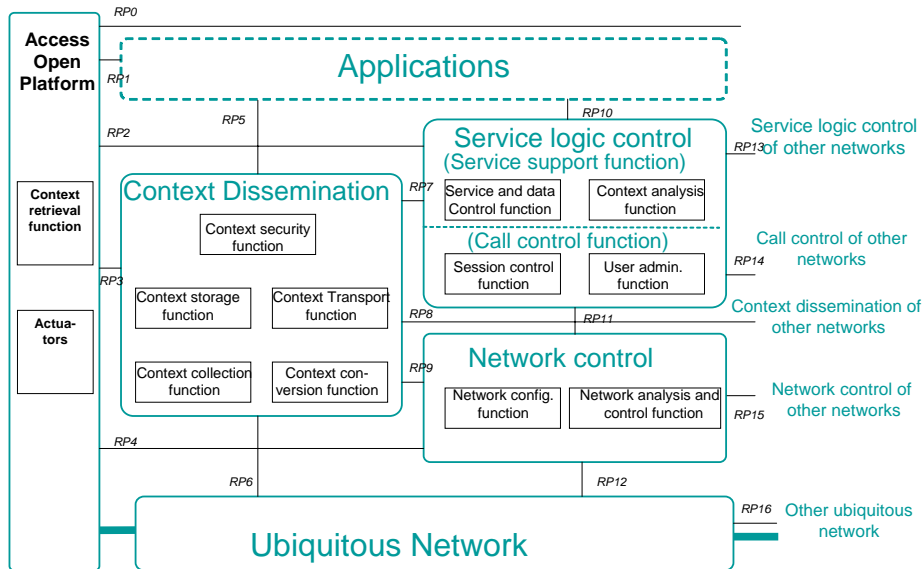 RP0
Access
Open
Platform
RP1
Applications
RP5
RP10
RP2
Service logic control
(Service support function)
RP13
Service logic control
of other networks
Context Dissemination
RP7
Service and data
Control function
Context analysis
function
Context
retrieval
function
Context security
function
(Call control function)
Call control of other
networks
Session control
function
User admin.
function
RP14
RP3
Context storage
function
Context Transport
function
RP8
RP11
Context dissemination of
other networks
Actua-
tors
Network control
Context collection
function
Context con-
version function
RP9
Network config.
function
Network analysis and
control function
Network control of
other networks
RP15
RP4
RP6
RP12
RP16
Other ubiquitous
network
Ubiquitous Network